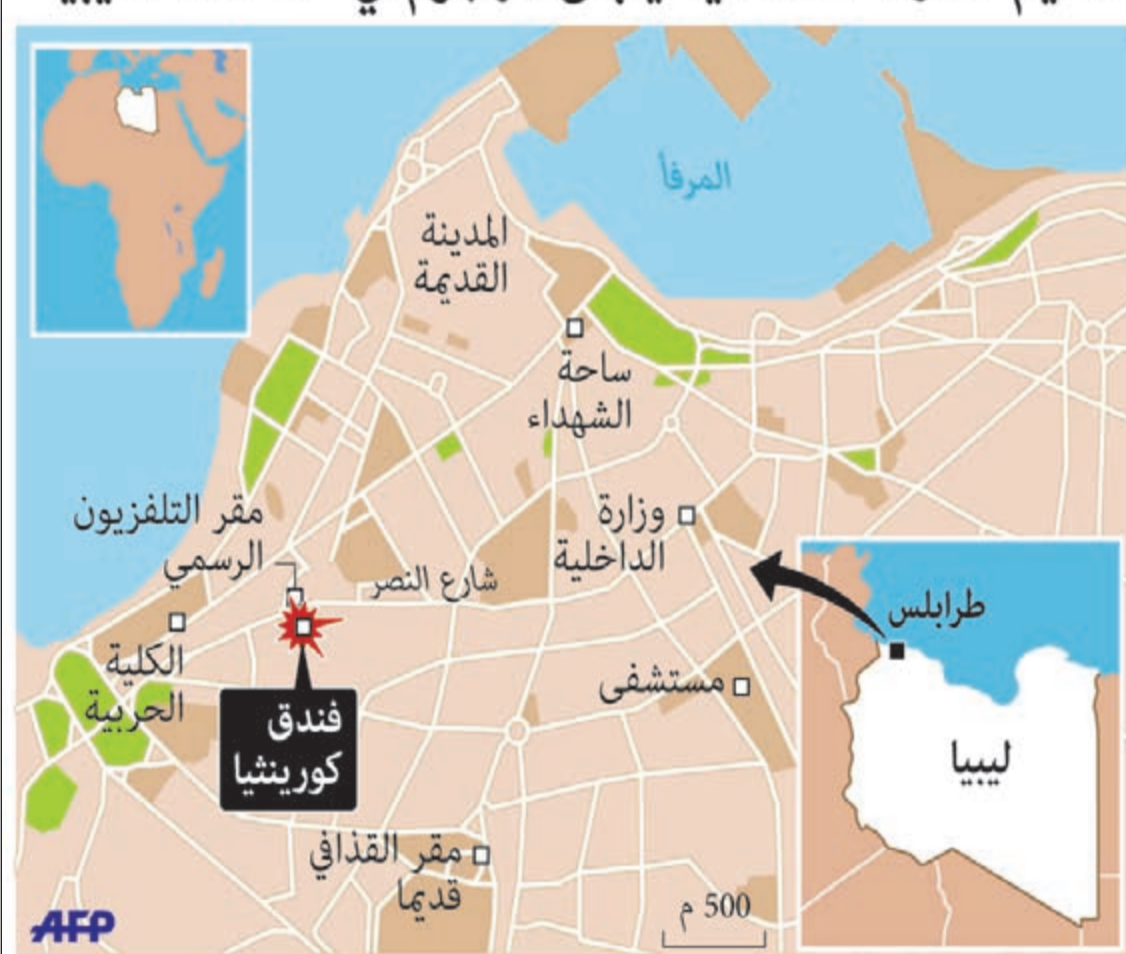 المرفأ
المدينة
القديمة
ساحة
الشهداء
مقر التلفزيون
الرسمي
وزارة
الداخلية
شارع النصر
طرابلس
الكلية
الحربية
مستشفى
فندق
كورينثيا
ليبيا
مقر القذافي
قديما
500 م
AFP